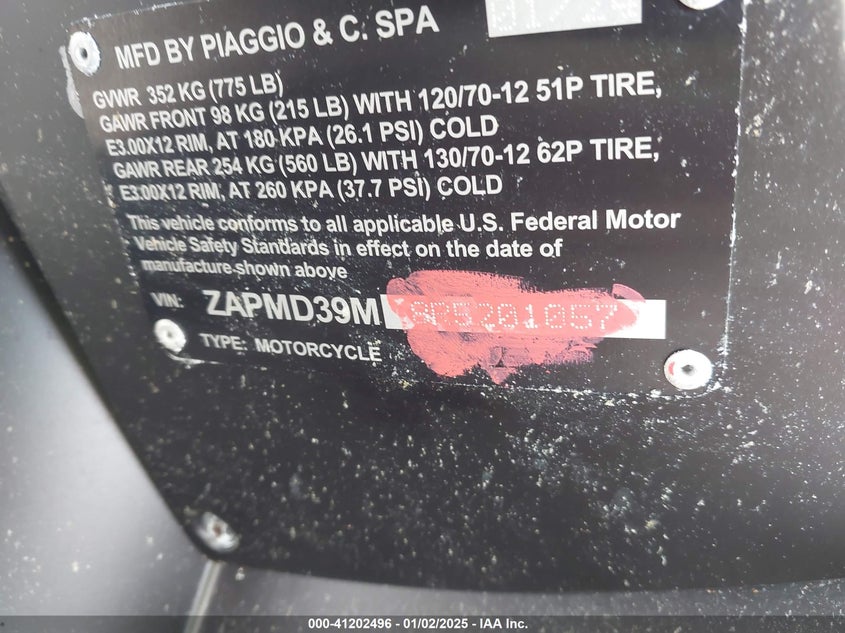 MFD BY PIAGGIO & C. SPA
GVWR 352 KG (775 LB)
GAWR FRONT 98 KG (215 LB) WITH 120/70-12 51P TIRE,
E3.00X12 RIM, AT 180 KPA (26.1 PSI) COLD
GAWR REAR 254 KG (560 LB) WITH 130/70-12 62P TIRE,
E3.00X12 RIM, AT 260 KPA (37.7 PSI) COLD
This vehicle conforms to all applicable U.S. Federal Motor
Vehicle Safety Standards in effect on the date of
manufacture shown above
VIN: ZAPMD39M8R5201057
TYPE: MOTORCYCLE
000-41202496 - 01/02/2025 - IAA Inc.